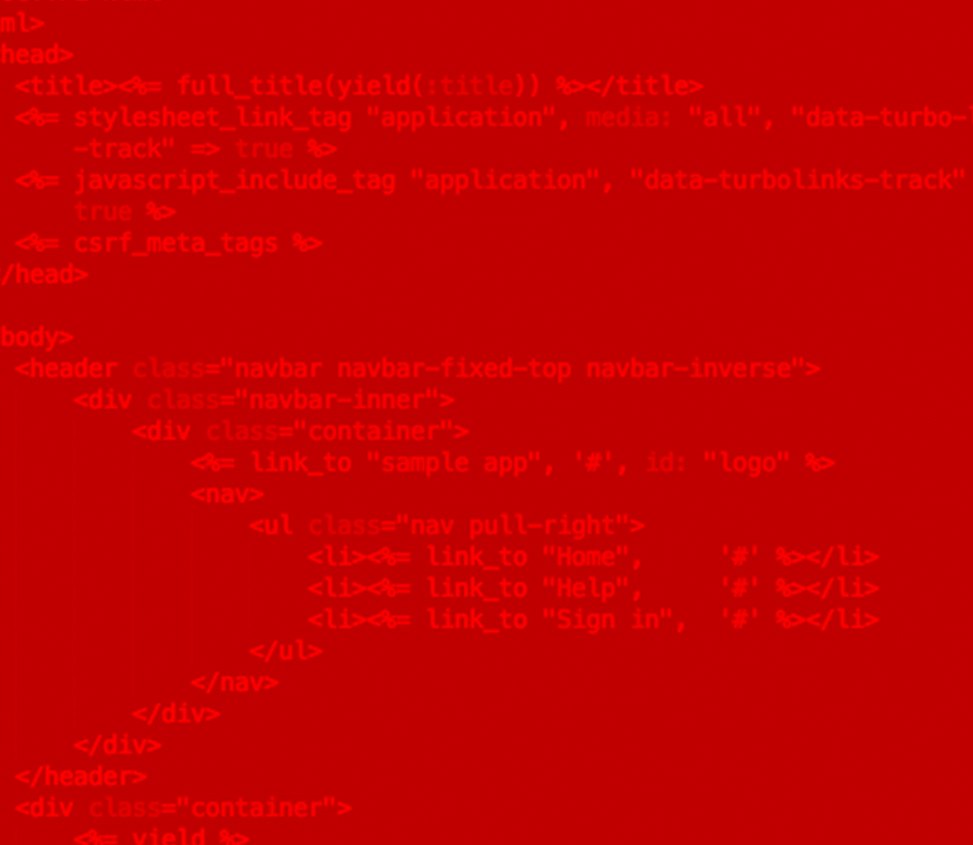 ml>
head>
<title><%= full_title(yield(:title)) %></title>
<%= stylesheet_link_tag "application", media: "all", "data-turbo-
-track" => true %>
<%= javascript_include_tag "application", "data-turbolinks-track"
true %>
<%= csrf_meta_tags %>
/head>
body>
<header class="navbar navbar-fixed-top navbar-inverse">
<div class="navbar-inner">
<div class="container">
<%= link_to "sample app", '#', id: "logo" %>
<nav>
<ul class="nav pull-right">
<li><%= link_to "Home", '#' %></li>
<li><%= link_to "Help", '#' %></li>
<li><%= link_to "Sign in", '#' %></li>
</ul>
</nav>
</div>
</div>
</header>
<div class="container">
<%= yield %>